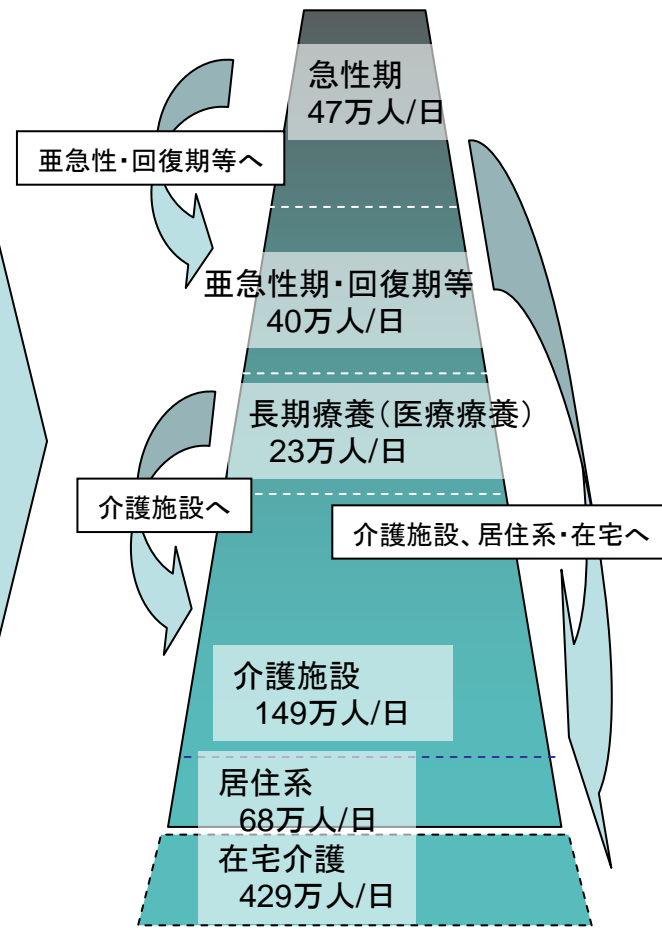 急性期
47万人/日
亜急性・回復期等へ
亜急性期・回復期等
40万人/日
長期療養(医療療養)
23万人/日
介護施設へ
介護施設、居住系・在宅へ
介護施設
149万人/日
居住系
68万人/日
在宅介護
429万人/日